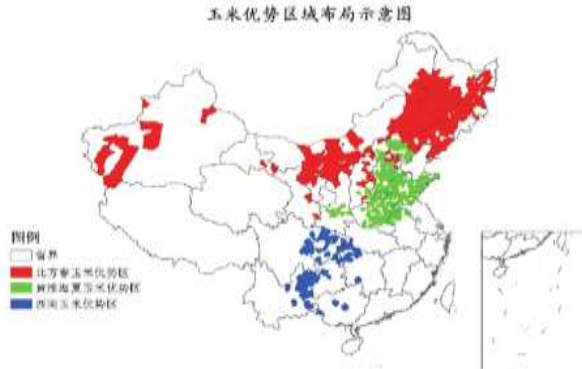 玉米优势区域布局示意图
图例
省界
北方春玉米优势区
黄淮海夏玉米优势区
西南玉米优势区